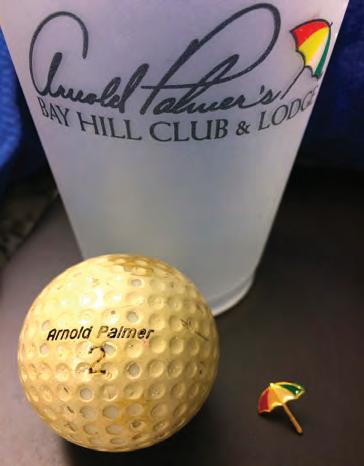 Arnold Palmer's
BAY HILL CLUB & LODGE
Arnold Palmer
2